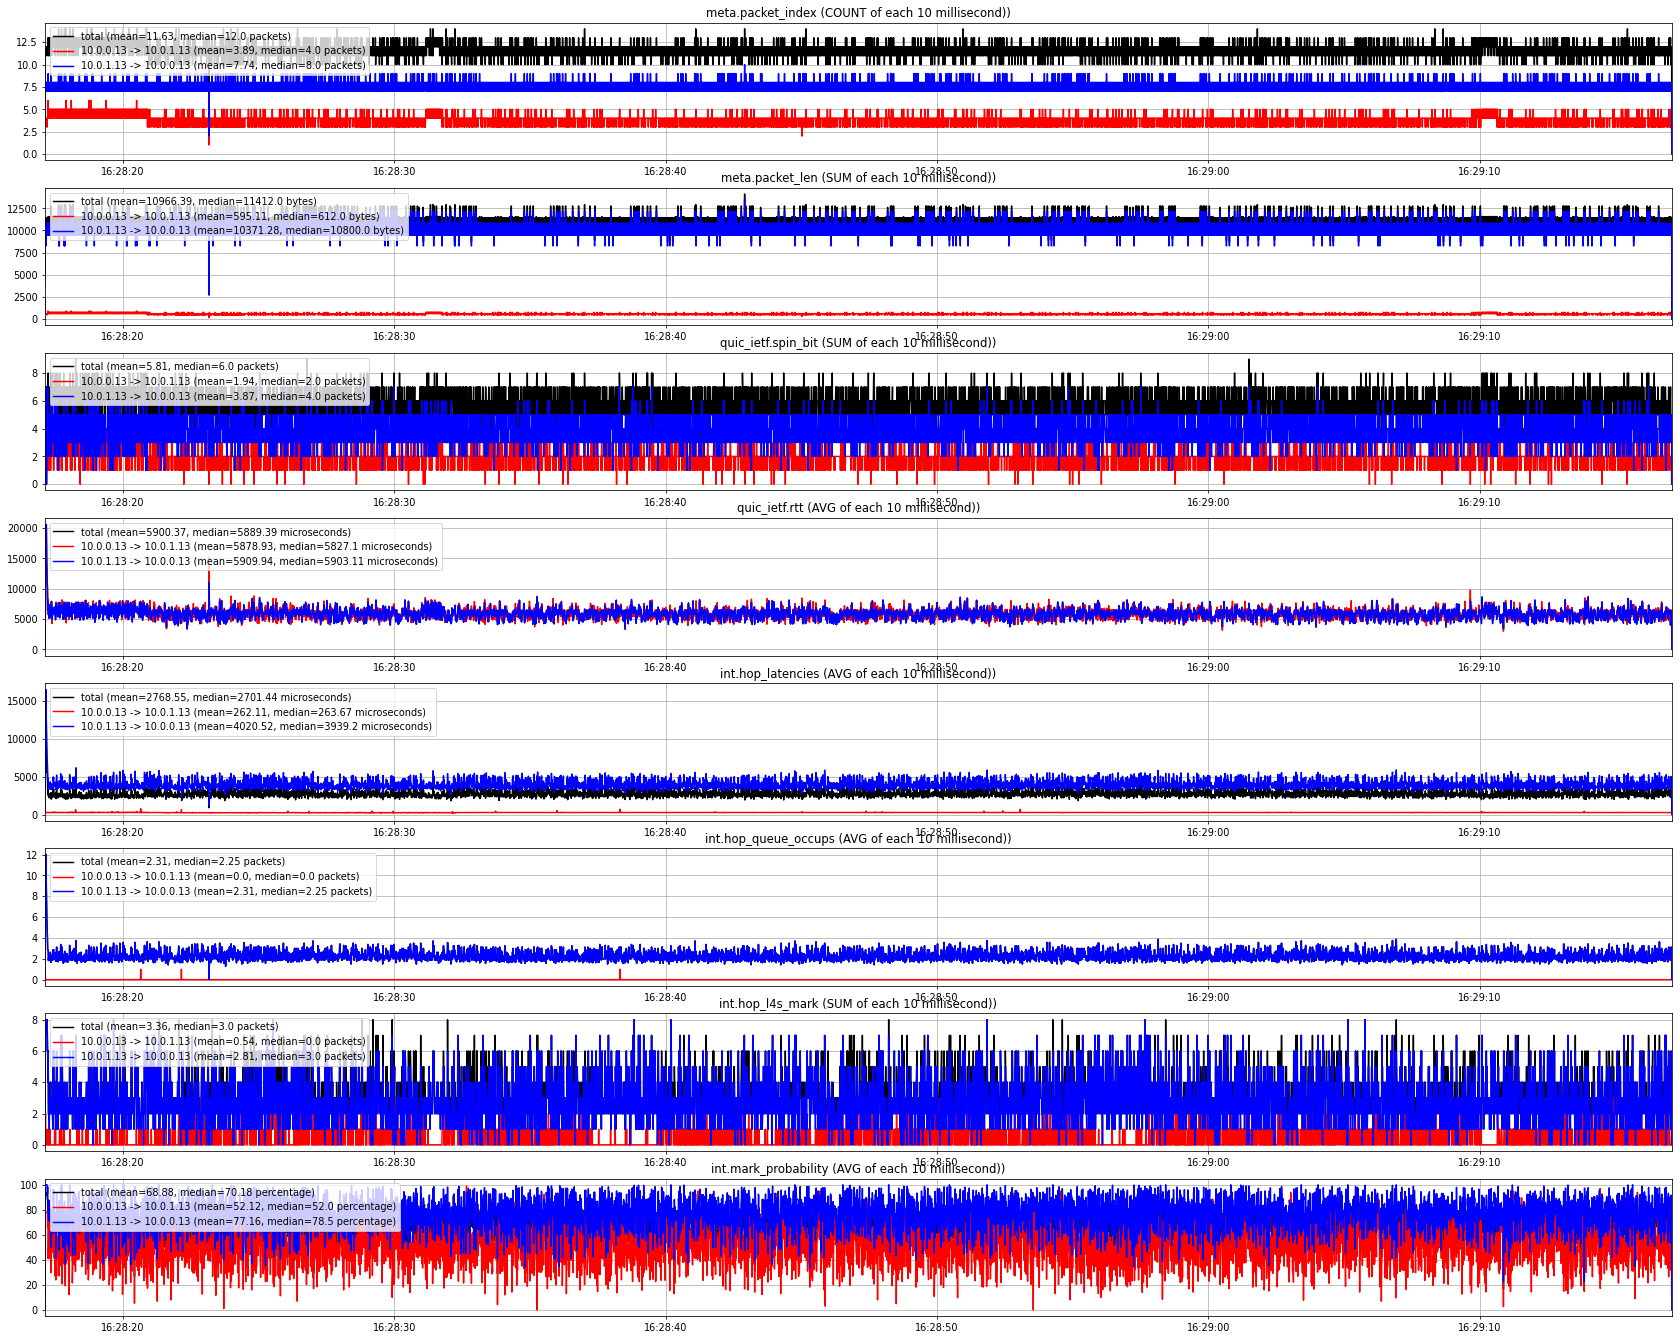 meta.packet_index (COUNT of each 10 millisecond))
total (mean=11.63, median=12.0 packets)
10.0.0.13 -> 10.0.1.13 (mean=3.89, median=4.0 packets)
10.0.1.13 -> 10.0.0.13 (mean=7.74, median=8.0 packets)
12.5
10.0
7.5
5.0
2.5
0.0
16:28:20 16:28:30 16:28:40 16:28:50 16:29:00 16:29:10
meta.packet_len (SUM of each 10 millisecond))
total (mean=10966.39, median=11412.0 bytes)
10.0.0.13 -> 10.0.1.13 (mean=595.11, median=612.0 bytes)
10.0.1.13 -> 10.0.0.13 (mean=10371.28, median=10800.0 bytes)
12500
10000
7500
5000
2500
0
16:28:20 16:28:30 16:28:40 16:28:50 16:29:00 16:29:10
quic_ietf.spin_bit (SUM of each 10 millisecond))
total (mean=5.81, median=6.0 packets)
10.0.0.13 -> 10.0.1.13 (mean=1.94, median=2.0 packets)
10.0.1.13 -> 10.0.0.13 (mean=3.87, median=4.0 packets)
8
6
4
2
0
16:28:20 16:28:30 16:28:40 16:28:50 16:29:00 16:29:10
quic_ietf.rtt (AVG of each 10 millisecond))
total (mean=5900.37, median=5889.39 microseconds)
10.0.0.13 -> 10.0.1.13 (mean=5878.93, median=5827.1 microseconds)
10.0.1.13 -> 10.0.0.13 (mean=5909.94, median=5903.11 microseconds)
20000
15000
10000
5000
0
16:28:20 16:28:30 16:28:40 16:28:50 16:29:00 16:29:10
int.hop_latencies (AVG of each 10 millisecond))
total (mean=2768.55, median=2701.44 microseconds)
10.0.0.13 -> 10.0.1.13 (mean=262.11, median=263.67 microseconds)
10.0.1.13 -> 10.0.0.13 (mean=4020.52, median=3939.2 microseconds)
15000
10000
5000
0
16:28:20 16:28:30 16:28:40 16:28:50 16:29:00 16:29:10
int.hop_queue_occups (AVG of each 10 millisecond))
total (mean=2.31, median=2.25 packets)
10.0.0.13 -> 10.0.1.13 (mean=0.0, median=0.0 packets)
10.0.1.13 -> 10.0.0.13 (mean=2.31, median=2.25 packets)
12
10
8
6
4
2
0
16:28:20 16:28:30 16:28:40 16:28:50 16:29:00 16:29:10
int.hop_l4s_mark (SUM of each 10 millisecond))
total (mean=3.36, median=3.0 packets)
10.0.0.13 -> 10.0.1.13 (mean=0.54, median=0.0 packets)
10.0.1.13 -> 10.0.0.13 (mean=2.81, median=3.0 packets)
8
6
4
2
0
16:28:20 16:28:30 16:28:40 16:28:50 16:29:00 16:29:10
int.mark_probability (AVG of each 10 millisecond))
total (mean=68.88, median=70.18 percentage)
10.0.0.13 -> 10.0.1.13 (mean=52.12, median=52.0 percentage)
10.0.1.13 -> 10.0.0.13 (mean=77.16, median=78.5 percentage)
100
80
60
40
20
0
16:28:20 16:28:30 16:28:40 16:28:50 16:29:00 16:29:10